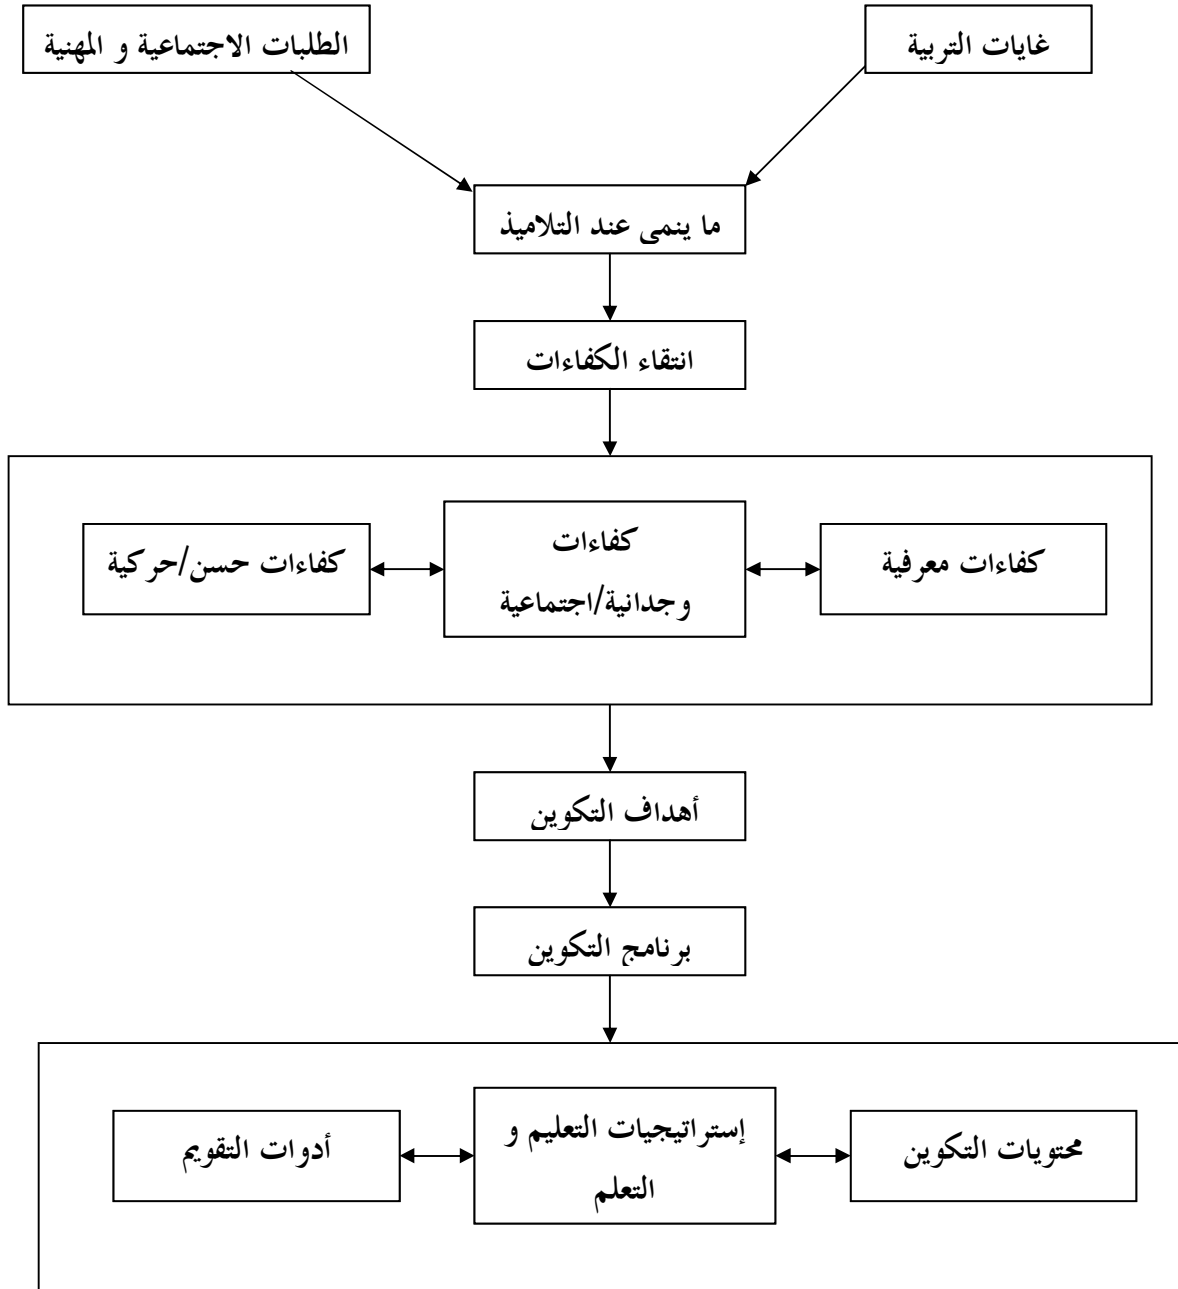 غايات التربية
الطلبات الاجتماعية و المهنية
ما ينمى عند التلاميذ
انتقاء الكفاءات
كفاءات معرفية
كفاءات
وجدانية/اجتماعية
كفاءات حسن/حركية
أهداف التكوين
برنامج التكوين
محتويات التكوين
إستراتيجيات التعليم و
التعلم
أدوات التقويم